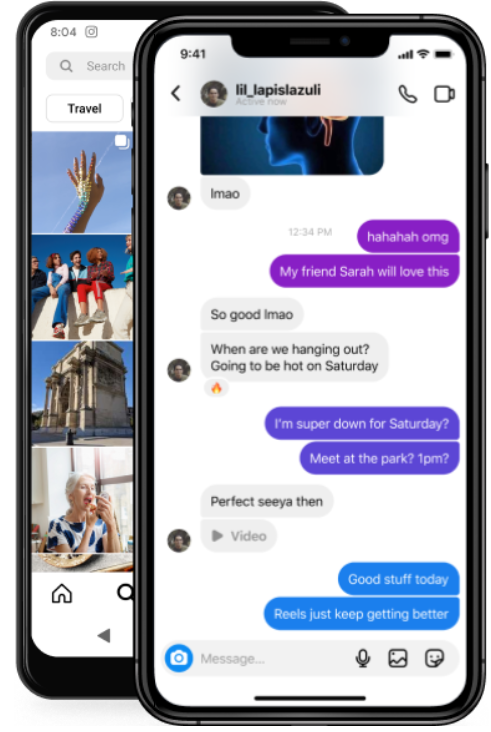 8:04
Search
Travel
9:41
lil_lapislazuli
Active now
lmao
12:34 PM
hahahah omg
My friend Sarah will love this
So good lmao
When are we hanging out?
Going to be hot on Saturday
I'm super down for Saturday?
Meet at the park? 1pm?
Perfect seeya then
Video
Good stuff today
Reels just keep getting better
Message...